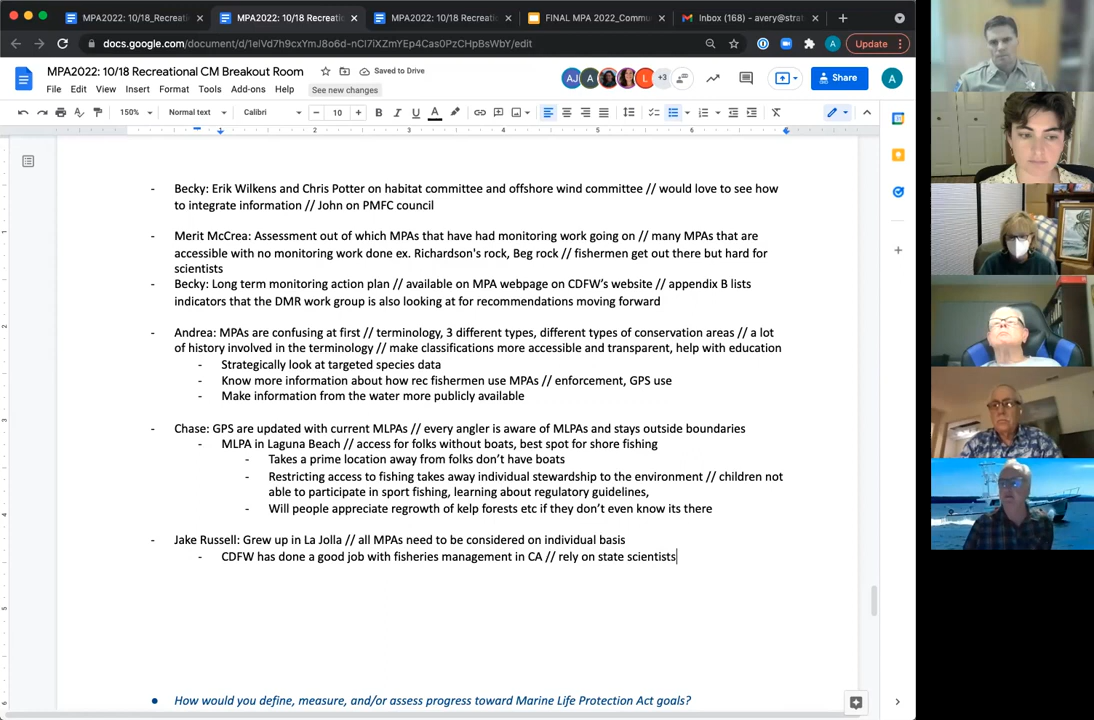 MPA2022: 10/18_Recreati
MPA2022: 10/18 Recreatio
MPA2022: 10/18 Recreatio
FINAL MPA 2022_Commu
Inbox (168) – avery@strat
docs.google.com/document/d/1eIVd7h9cxYmJ8o6d-nCl7iXZmYEp4Cas0PzCHpBsWbY/edit
A
Update
MPA2022: 10/18 Recreational CM Breakout Room
Saved to Drive
File Edit View Insert Format Tools Add-ons Help
See new changes
AJ A L +3
Share
A
150% Normal text Calibri 10 B I U A
- Becky: Erik Wilkens and Chris Potter on habitat committee and offshore wind committee // would love to see how
to integrate information // John on PMFC council
- Merit McCrea: Assessment out of which MPAs that have had monitoring work going on // many MPAs that are
accessible with no monitoring work done ex. Richardson's rock, Beg rock // fishermen get out there but hard for
scientists
- Becky: Long term monitoring action plan // available on MPA webpage on CDFW's website // appendix B lists
indicators that the DMR work group is also looking at for recommendations moving forward
- Andrea: MPAs are confusing at first // terminology, 3 different types, different types of conservation areas // a lot
of history involved in the terminology // make classifications more accessible and transparent, help with education
- Strategically look at targeted species data
- Know more information about how rec fishermen use MPAs // enforcement, GPS use
- Make information from the water more publicly available
- Chase: GPS are updated with current MLPAs // every angler is aware of MLPAs and stays outside boundaries
- MLPA in Laguna Beach // access for folks without boats, best spot for shore fishing
- Takes a prime location away from folks don't have boats
- Restricting access to fishing takes away individual stewardship to the environment // children not
able to participate in sport fishing, learning about regulatory guidelines,
- Will people appreciate regrowth of kelp forests etc if they don't even know its there
- Jake Russell: Grew up in La Jolla // all MPAs need to be considered on individual basis
- CDFW has done a good job with fisheries management in CA // rely on state scientists
• How would you define, measure, and/or assess progress toward Marine Life Protection Act goals?